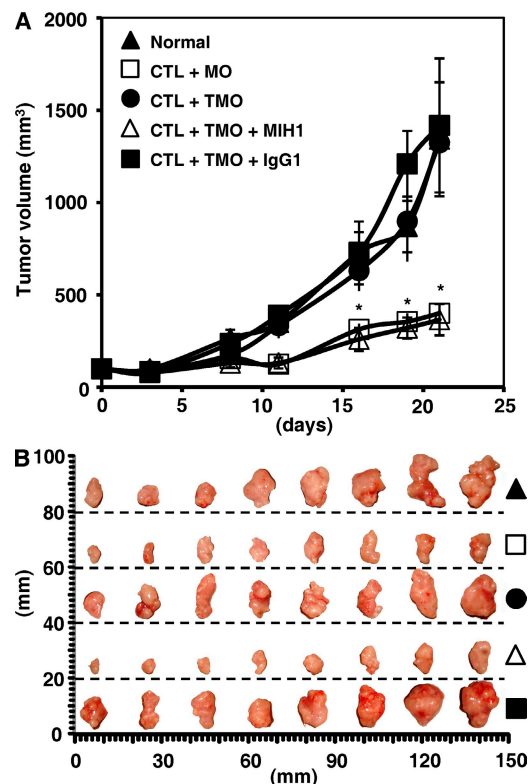 A
Tumor volume (mm³)
2000
1500
1000
500
0
Normal
CTL + MO
CTL + TMO
CTL + TMO + MIH1
CTL + TMO + IgG1
*
*
*
*
0 5 10 15 20 25
(days)
B
(mm)
100
80
60
40
20
0
0 30 60 90 120 150
(mm)